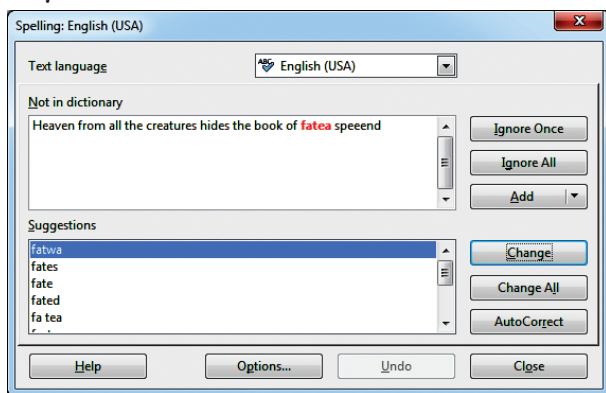 Spelling: English (USA)
Text language
ABC English (USA)
Not in dictionary
Heaven from all the creatures hides the book of fatea speeend
Ignore Once
Ignore All
Add
Suggestions
fatwa
fates
fate
fated
fa tea
Change
Change All
AutoCorrect
Help
Options...
Undo
Close